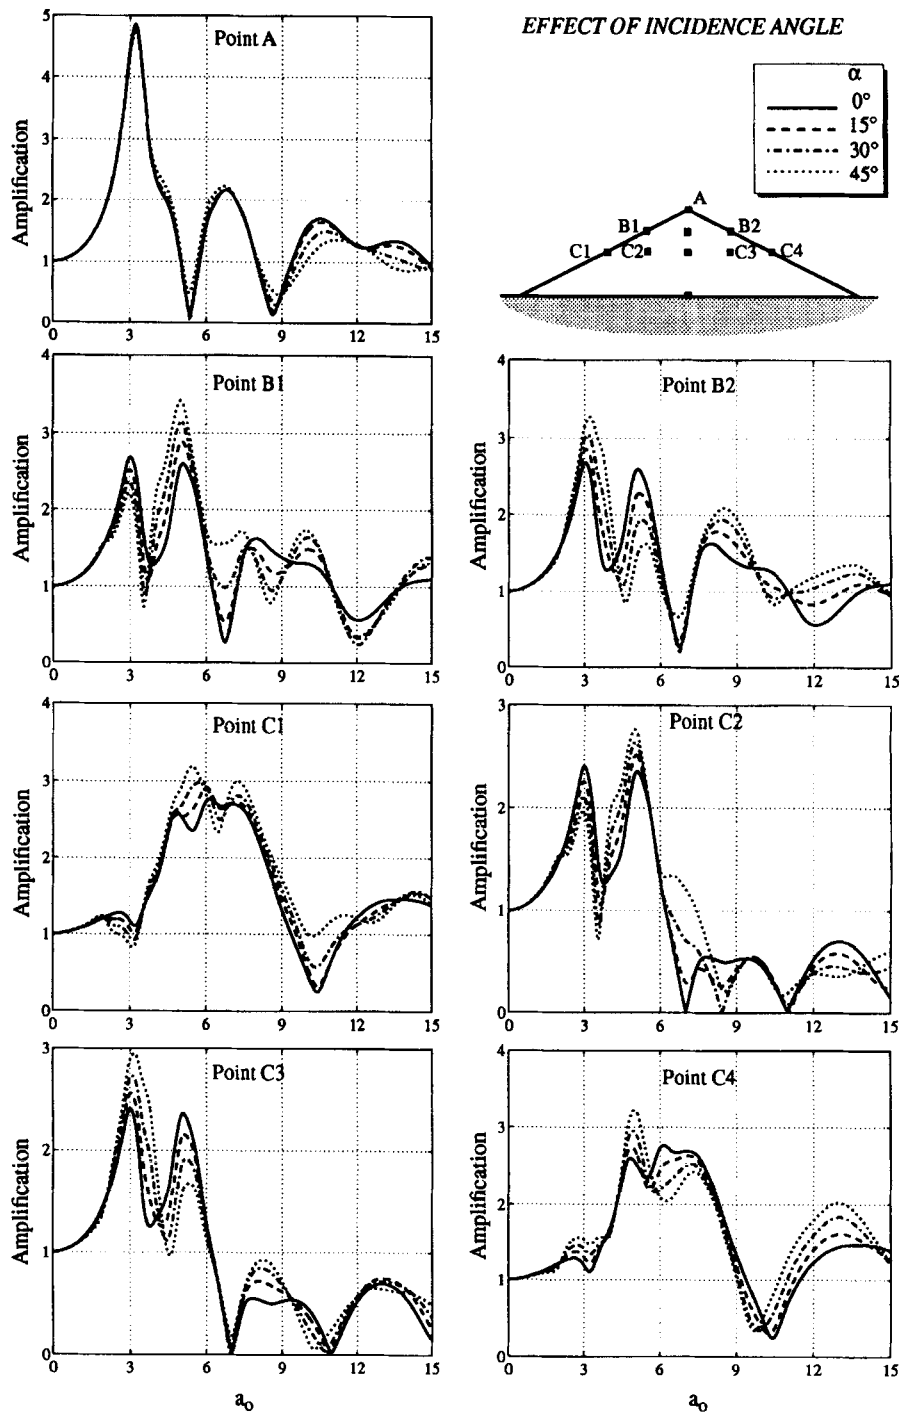 EFFECT OF INCIDENCE ANGLE
α
0°
15°
30°
45°
A
B1
B2
C1
C2
C3
C4
Point A
Amplification
5
4
3
2
1
0
0 3 6 9 12 15
Point B1
Amplification
4
3
2
1
0
0 3 6 9 12 15
Point B2
Amplification
4
3
2
1
0
0 3 6 9 12 15
Point C1
Amplification
4
3
2
1
0
0 3 6 9 12 15
Point C2
Amplification
3
2
1
0
0 3 6 9 12 15
Point C3
Amplification
3
2
1
0
0 3 6 9 12 15
a₀
Point C4
Amplification
4
3
2
1
0
0 3 6 9 12 15
a₀